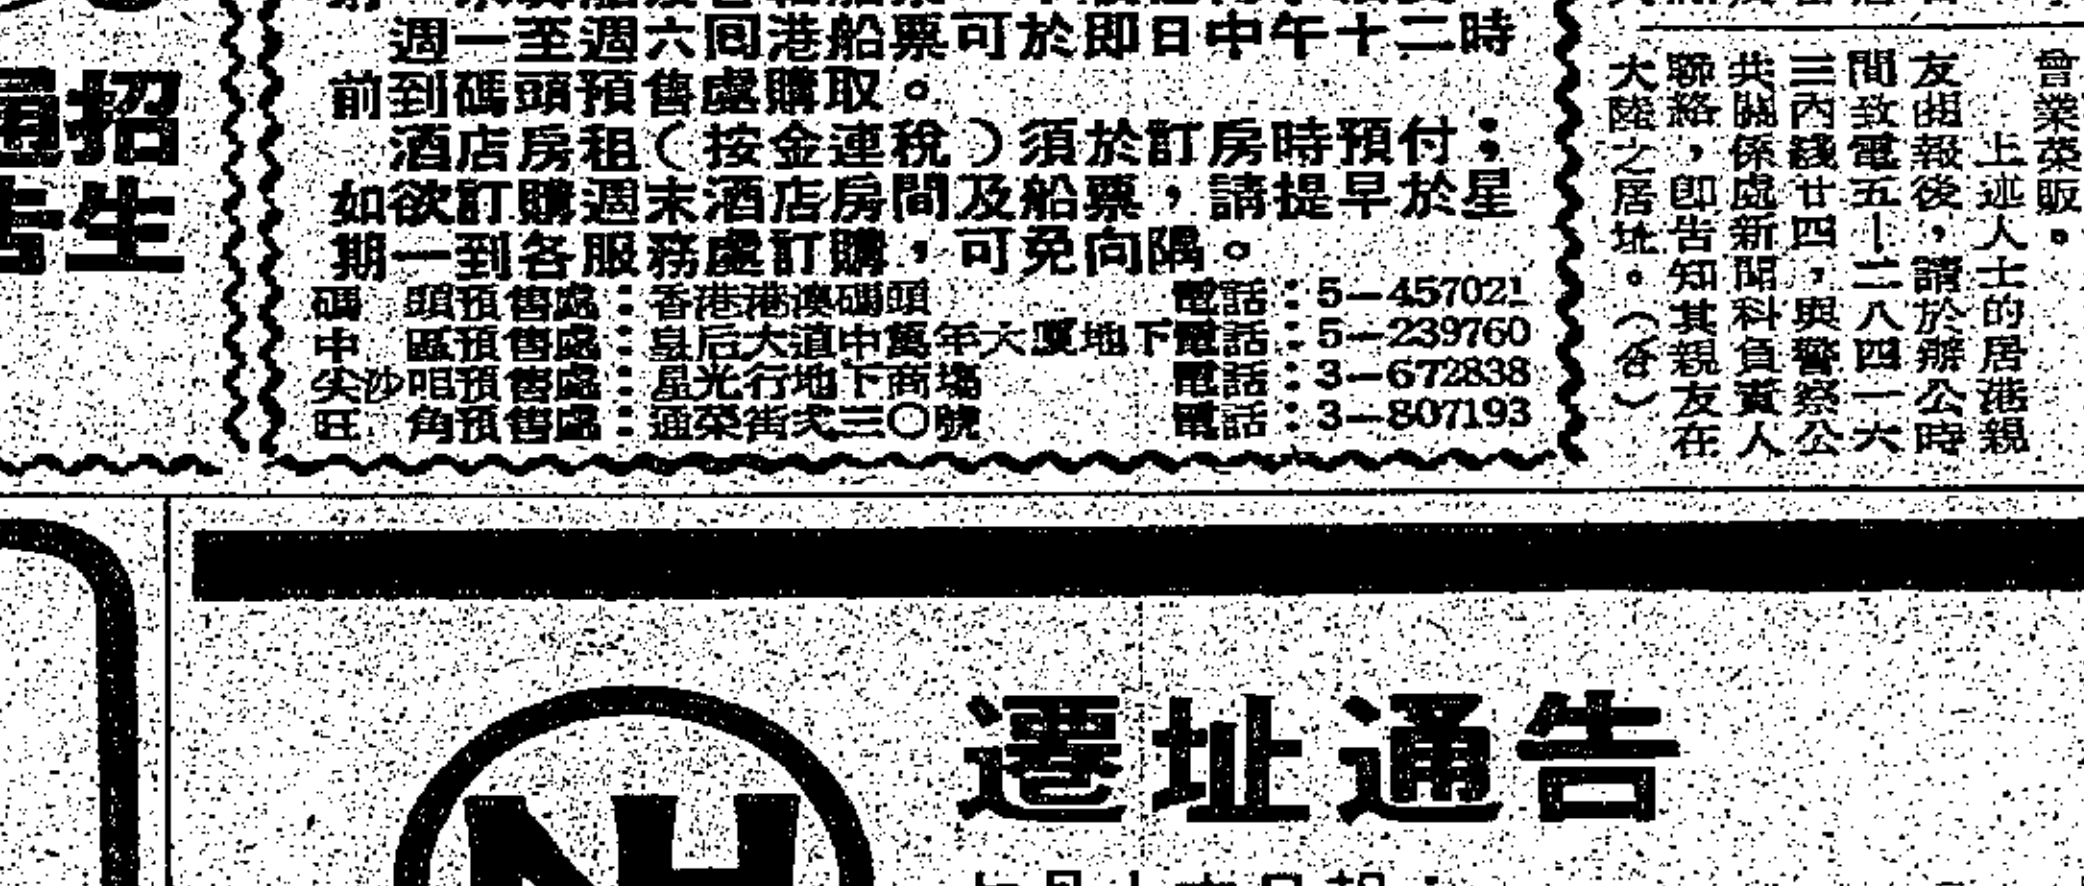 週一至週六囘港船票可於即日中午十二時
前到碼頭預售處購取。
酒店房租（按金連稅）須於訂房時預付；
如欲訂購週末酒店房間及船票，請提早於星
期一到各服務處訂購，可免向隅。
碼頭預售處：香港港澳碼頭 電話：5—457021
中區預售處：皇后大道中萬年大廈地下電話：5—239760
尖沙咀預售處：星光行地下商塲 電話：3—672838
旺角預售處：通菜街弍三〇號 電話：3—807193
曾業菜販。
上述人士的居港親
友閱報後，請於辦公時
間致電五—二八四一六
三內綫廿四，與警察公
共關係處新聞科負責人
聯絡，卽告知其親友在
大陸之居址。（谷）
招生
遷址通告
NH